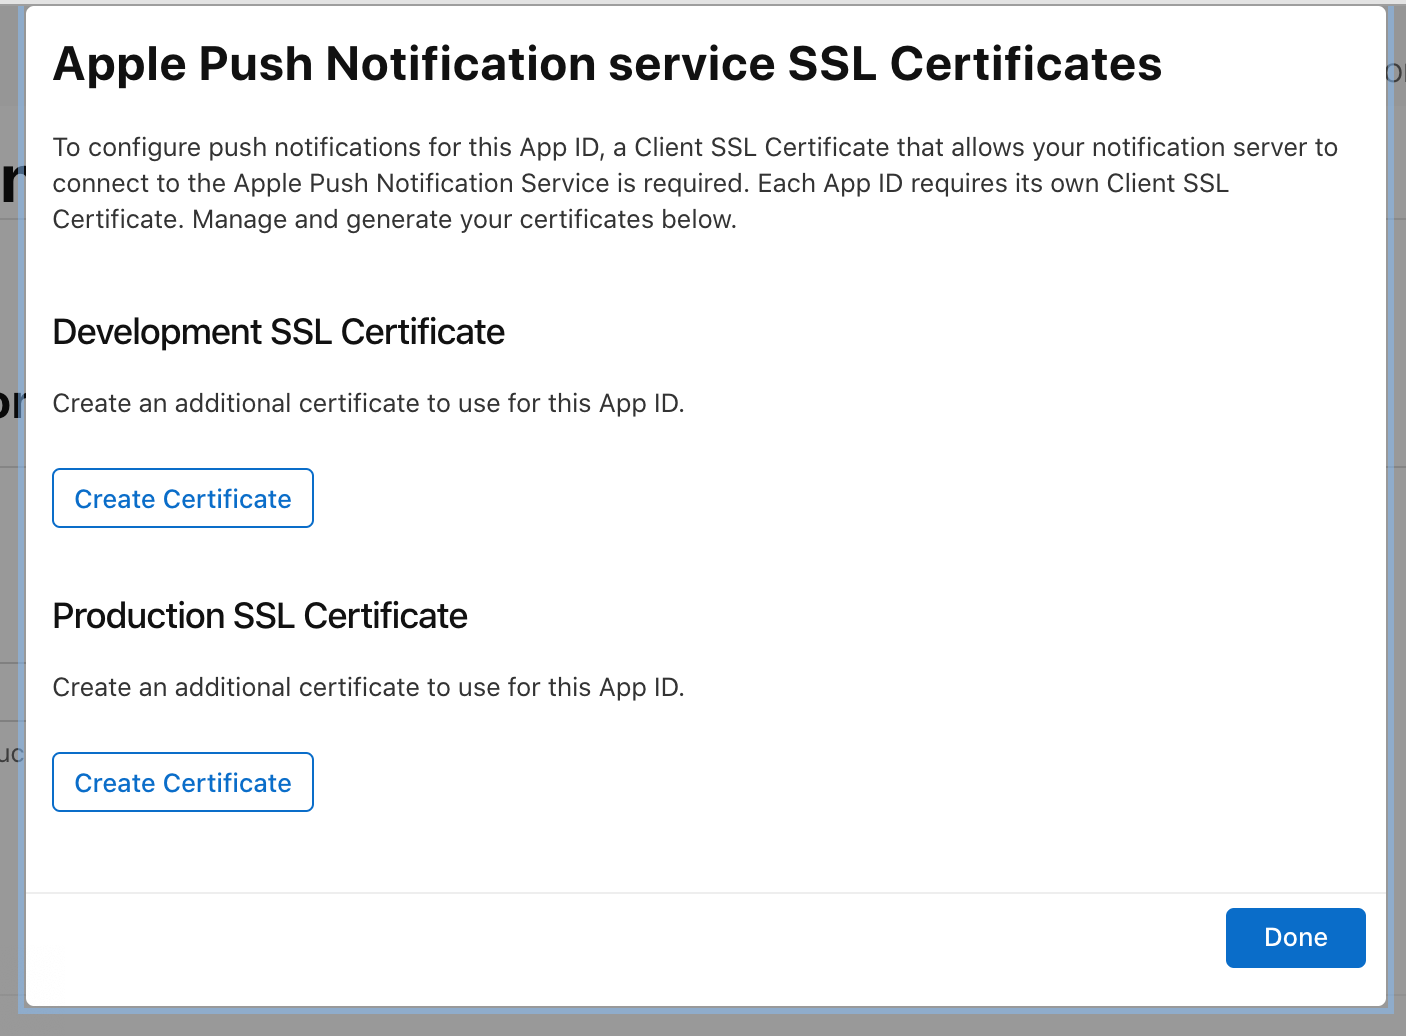 Apple Push Notification service SSL Certificates
To configure push notifications for this App ID, a Client SSL Certificate that allows your notification server to
connect to the Apple Push Notification Service is required. Each App ID requires its own Client SSL
Certificate. Manage and generate your certificates below.
Development SSL Certificate
Create an additional certificate to use for this App ID.
Create Certificate
Production SSL Certificate
Create an additional certificate to use for this App ID.
Create Certificate
Done